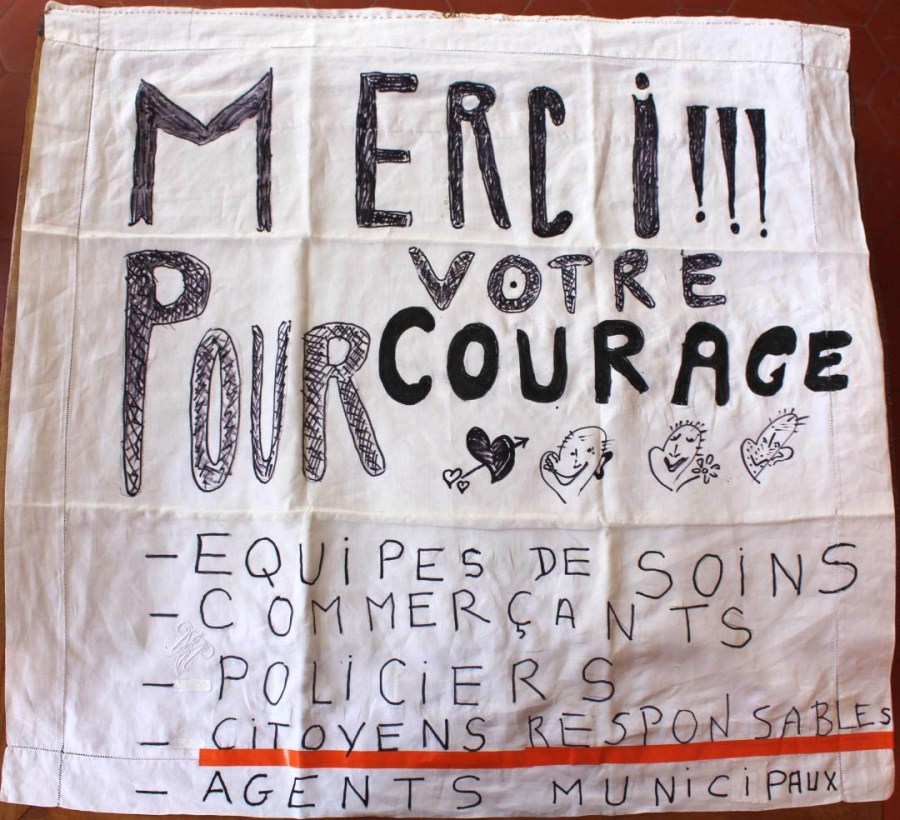 MERCi!!!
VOTRE
POUR COURAGE
- EQUiPES DE SOiNS
- COMMERÇANTS
- POLiCiERS
- CiTOYENS RESPONSABLES
- AGENTS MUNiCiPAUX